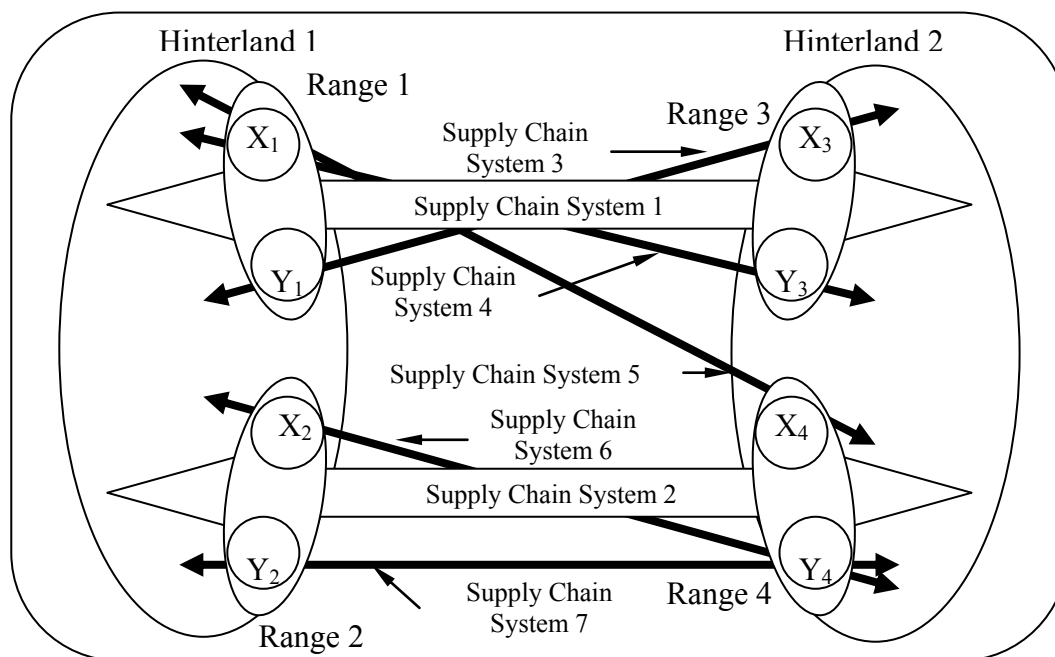 Hinterland 1
Hinterland 2
Range 1
Range 3
X₁
Supply Chain
System 3
X₃
Supply Chain System 1
Y₁
Supply Chain
System 4
Y₃
Supply Chain System 5
X₂
Supply Chain
System 6
X₄
Supply Chain System 2
Y₂
Y₄
Supply Chain
System 7
Range 4
Range 2